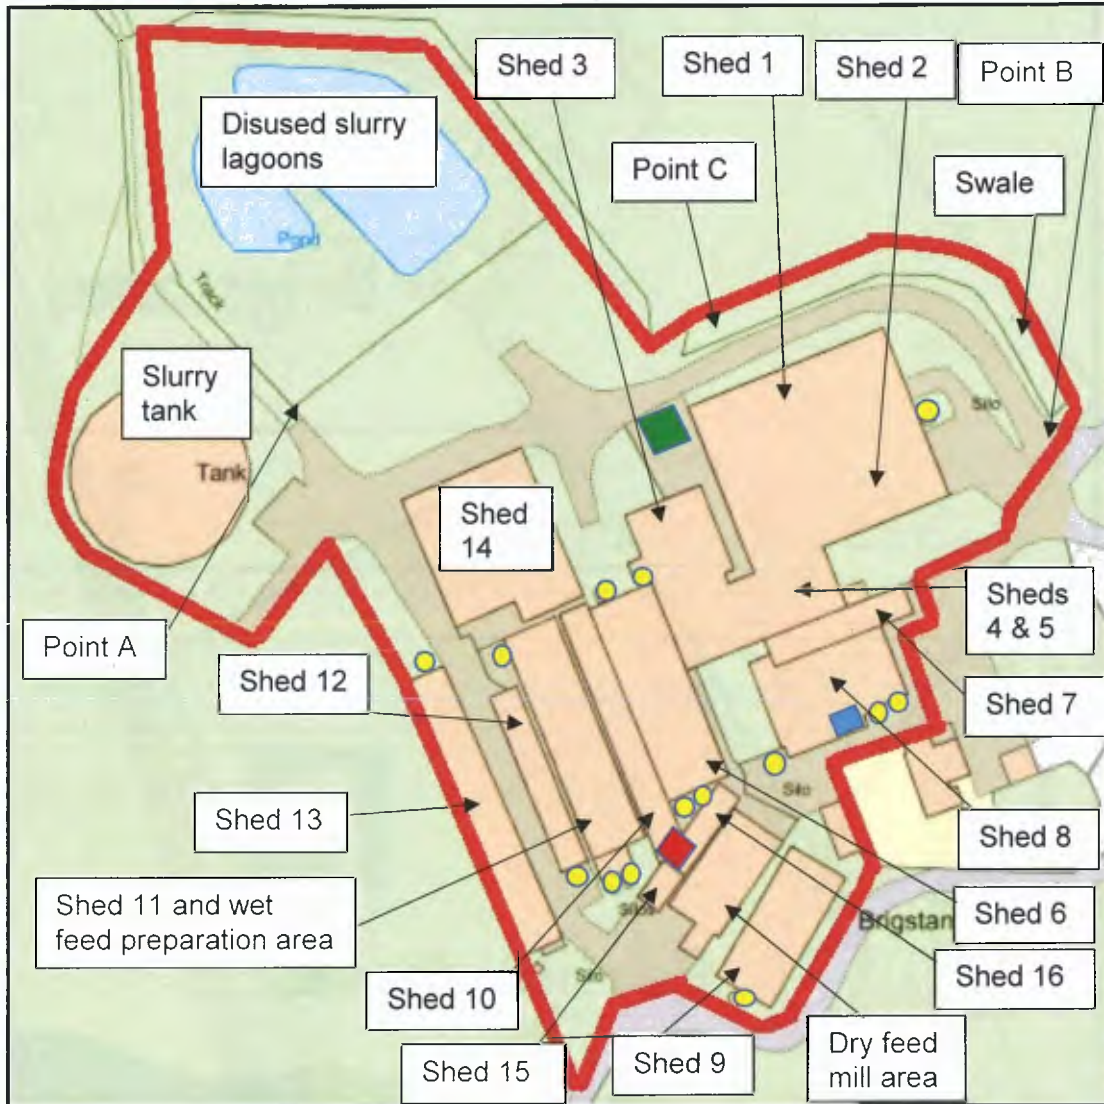 Shed 3
Shed 1
Shed 2
Point B
Disused slurry
lagoons
Point C
Swale
Pond
Track
Slurry
tank
Tank
Silo
Shed
14
Sheds
4 & 5
Point A
Shed 12
Shed 7
Silo
Shed 13
Shed 8
Shed 11 and wet
feed preparation area
Silos
Brigstan
Shed 6
Silo
Shed 10
Shed 16
Shed 15
Shed 9
Dry feed
mill area